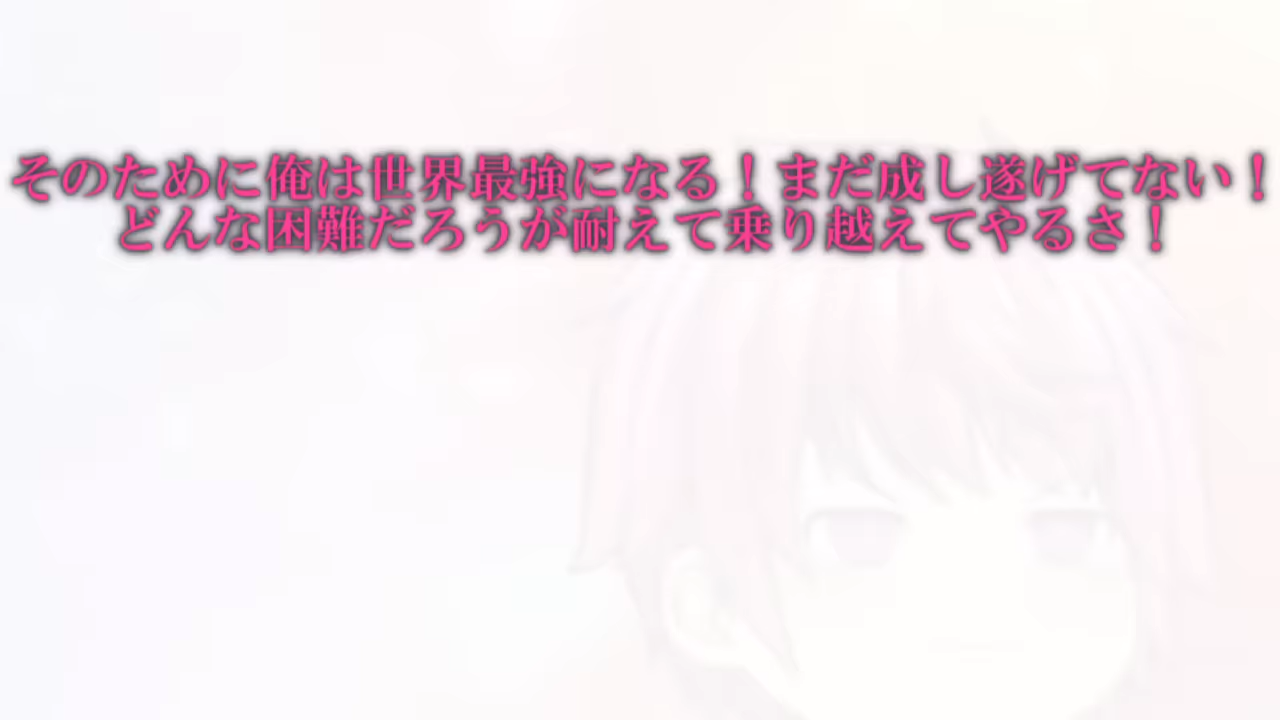 そのために俺は世界最強になる！まだ成し遂げてない！
どんな困難だろうが耐えて乗り越えてやるさ！